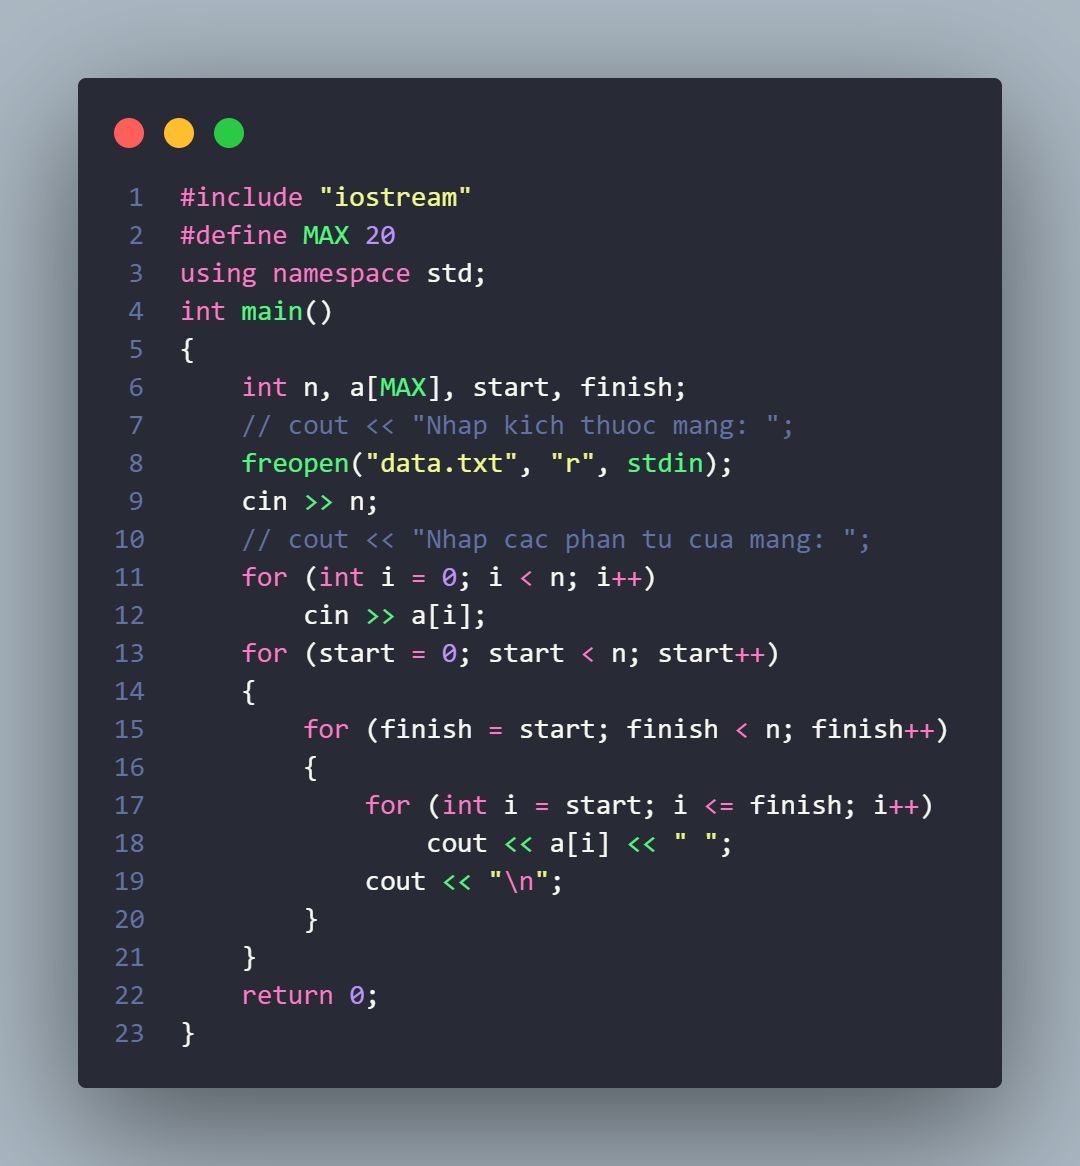 1 #include "iostream"
2 #define MAX 20
3 using namespace std;
4 int main()
5 {
6     int n, a[MAX], start, finish;
7     // cout << "Nhap kich thuoc mang: ";
8     freopen("data.txt", "r", stdin);
9     cin >> n;
10     // cout << "Nhap cac phan tu cua mang: ";
11     for (int i = 0; i < n; i++)
12         cin >> a[i];
13     for (start = 0; start < n; start++)
14     {
15         for (finish = start; finish < n; finish++)
16         {
17             for (int i = start; i <= finish; i++)
18                 cout << a[i] << " ";
19             cout << "\n";
20         }
21     }
22     return 0;
23 }